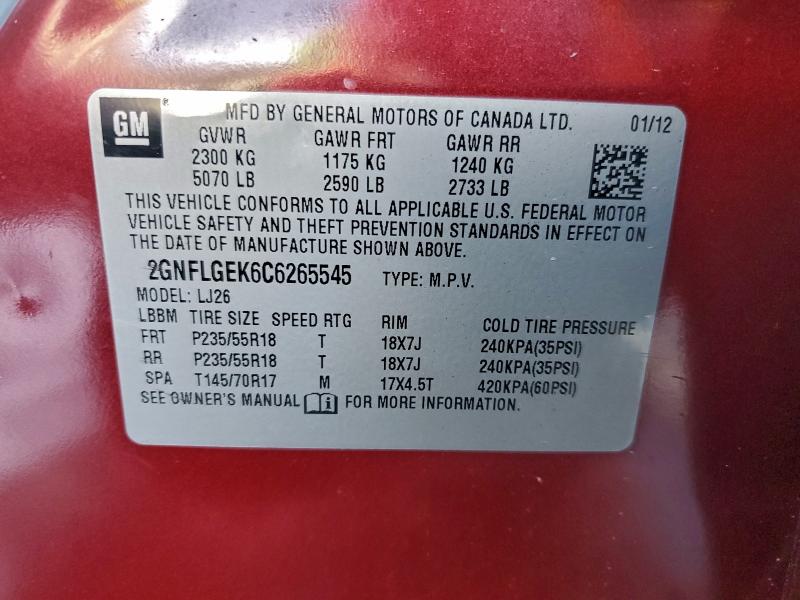 GM MFD BY GENERAL MOTORS OF CANADA LTD. 01/12
GVWR GAWR FRT GAWR RR
2300 KG 1175 KG 1240 KG
5070 LB 2590 LB 2733 LB
THIS VEHICLE CONFORMS TO ALL APPLICABLE U.S. FEDERAL MOTOR
VEHICLE SAFETY AND THEFT PREVENTION STANDARDS IN EFFECT ON
THE DATE OF MANUFACTURE SHOWN ABOVE.
2GNFLGEK6C6265545 TYPE: M.P.V.
MODEL: LJ26
LBBM TIRE SIZE SPEED RTG RIM COLD TIRE PRESSURE
FRT P235/55R18 T 18X7J 240KPA(35PSI)
RR P235/55R18 T 18X7J 240KPA(35PSI)
SPA T145/70R17 M 17X4.5T 420KPA(60PSI)
SEE OWNER'S MANUAL i FOR MORE INFORMATION.